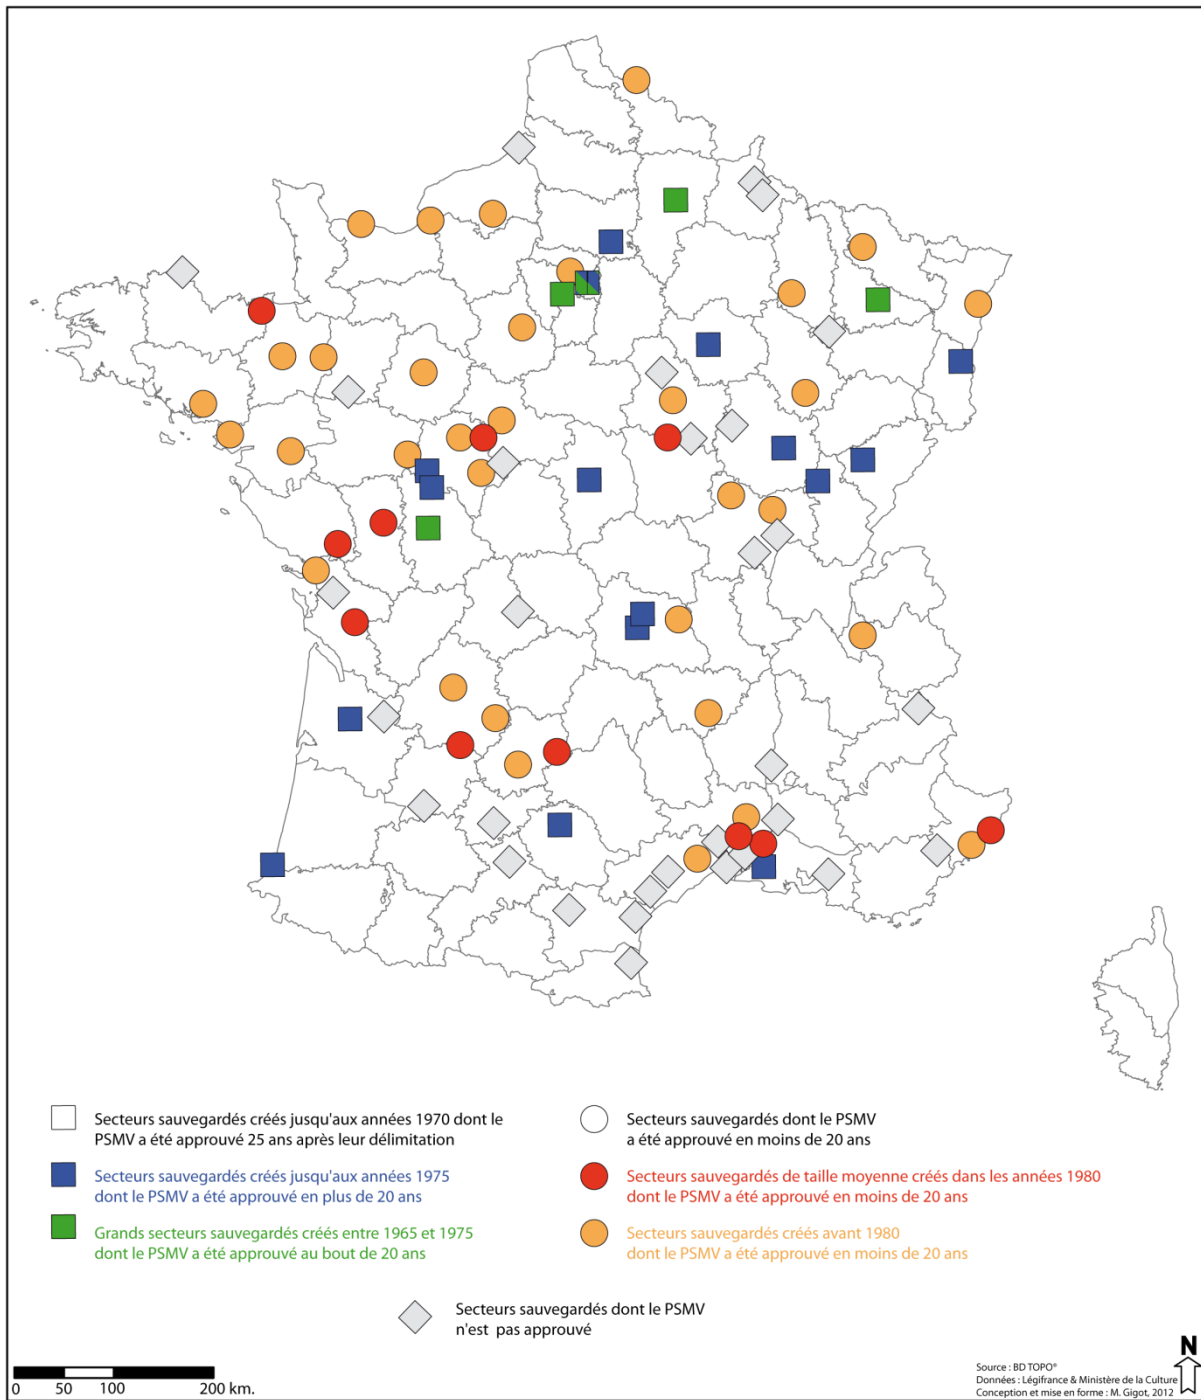 Secteurs sauvegardés créés jusqu'aux années 1970 dont le
PSMV a été approuvé 25 ans après leur délimitation
Secteurs sauvegardés créés jusqu'aux années 1975
dont le PSMV a été approuvé en plus de 20 ans
Grands secteurs sauvegardés créés entre 1965 et 1975
dont le PSMV a été approuvé au bout de 20 ans
Secteurs sauvegardés dont le PSMV
a été approuvé en moins de 20 ans
Secteurs sauvegardés de taille moyenne créés dans les années 1980
dont le PSMV a été approuvé en moins de 20 ans
Secteurs sauvegardés créés avant 1980
dont le PSMV a été approuvé en moins de 20 ans
Secteurs sauvegardés dont le PSMV
n'est pas approuvé
0 50 100 200 km.
Source : BD TOPO®
Données : Légifrance & Ministère de la Culture
Conception et mise en forme : M. Gigot, 2012
N